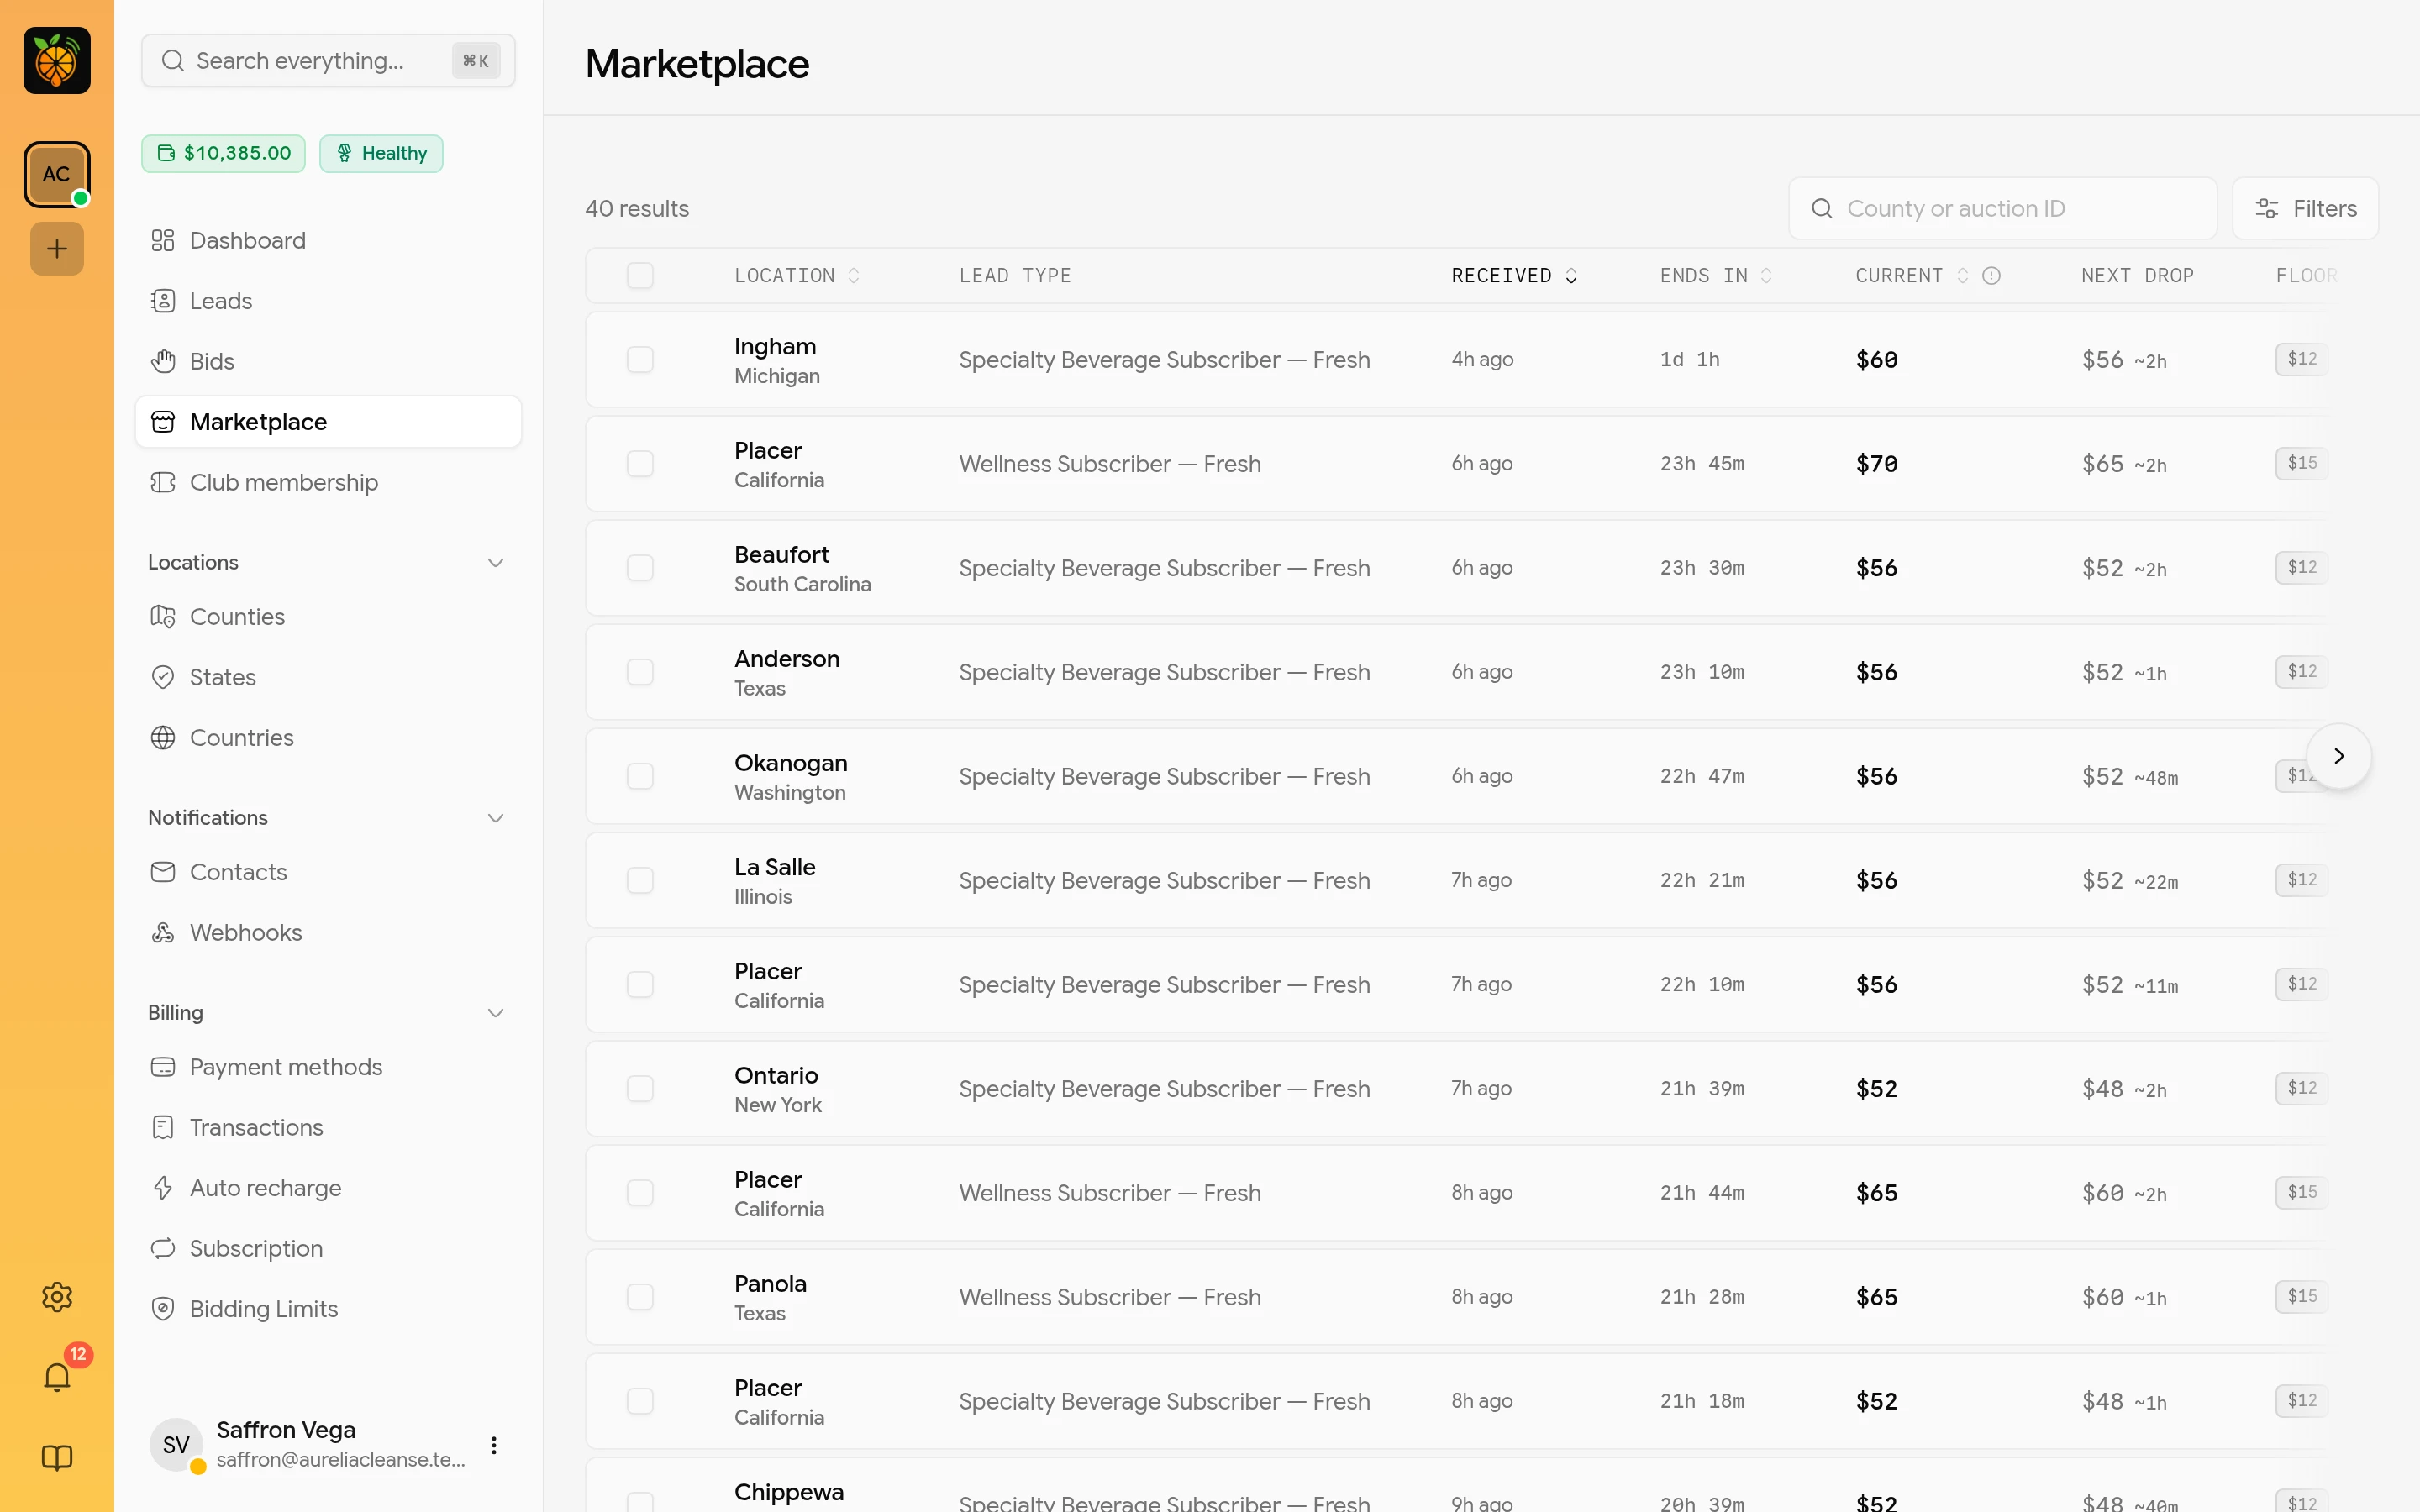 Search everything...
⌘K
Marketplace
AC
$10,385.00
Healthy
Dashboard
Leads
Bids
Marketplace
Club membership
Locations
Counties
States
Countries
Notifications
Contacts
Webhooks
Billing
Payment methods
Transactions
Auto recharge
Subscription
Bidding Limits
12
SV
Saffron Vega
saffron@aureliacleanse.te...
40 results
County or auction ID
Filters
LOCATION LEAD TYPE RECEIVED ENDS IN CURRENT NEXT DROP FLOOR
Ingham
Michigan
Specialty Beverage Subscriber — Fresh 4h ago 1d 1h $60 $56 ~2h $12
Placer
California
Wellness Subscriber — Fresh 6h ago 23h 45m $70 $65 ~2h $15
Beaufort
South Carolina
Specialty Beverage Subscriber — Fresh 6h ago 23h 30m $56 $52 ~2h $12
Anderson
Texas
Specialty Beverage Subscriber — Fresh 6h ago 23h 10m $56 $52 ~1h $12
Okanogan
Washington
Specialty Beverage Subscriber — Fresh 6h ago 22h 47m $56 $52 ~48m $12
La Salle
Illinois
Specialty Beverage Subscriber — Fresh 7h ago 22h 21m $56 $52 ~22m $12
Placer
California
Specialty Beverage Subscriber — Fresh 7h ago 22h 10m $56 $52 ~11m $12
Ontario
New York
Specialty Beverage Subscriber — Fresh 7h ago 21h 39m $52 $48 ~2h $12
Placer
California
Wellness Subscriber — Fresh 8h ago 21h 44m $65 $60 ~2h $15
Panola
Texas
Wellness Subscriber — Fresh 8h ago 21h 28m $65 $60 ~1h $15
Placer
California
Specialty Beverage Subscriber — Fresh 8h ago 21h 18m $52 $48 ~1h $12
Chippewa
Specialty Beverage Subscriber — Fresh 9h ago 20h 39m $52 $48 ~40m $12